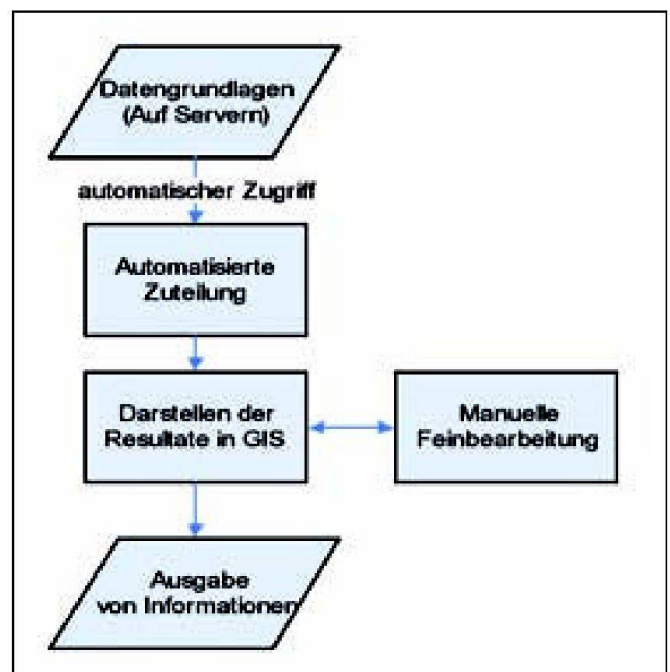 Datengrundlagen
(Auf Servern)
automatischer Zugriff
Automatisierte
Zuteilung
Darstellen der
Resultate in GIS
Manuelle
Feinbearbeitung
Ausgabe
von Informationen